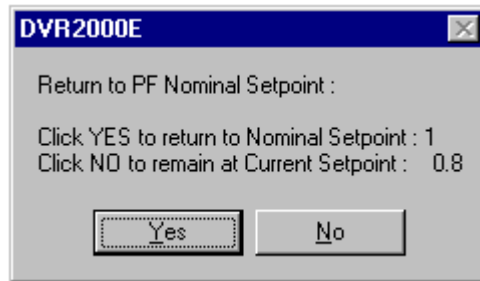 DVR2000E
Return to PF Nominal Setpoint :
Click YES to return to Nominal Setpoint : 1
Click NO to remain at Current Setpoint : 0.8
Yes
No